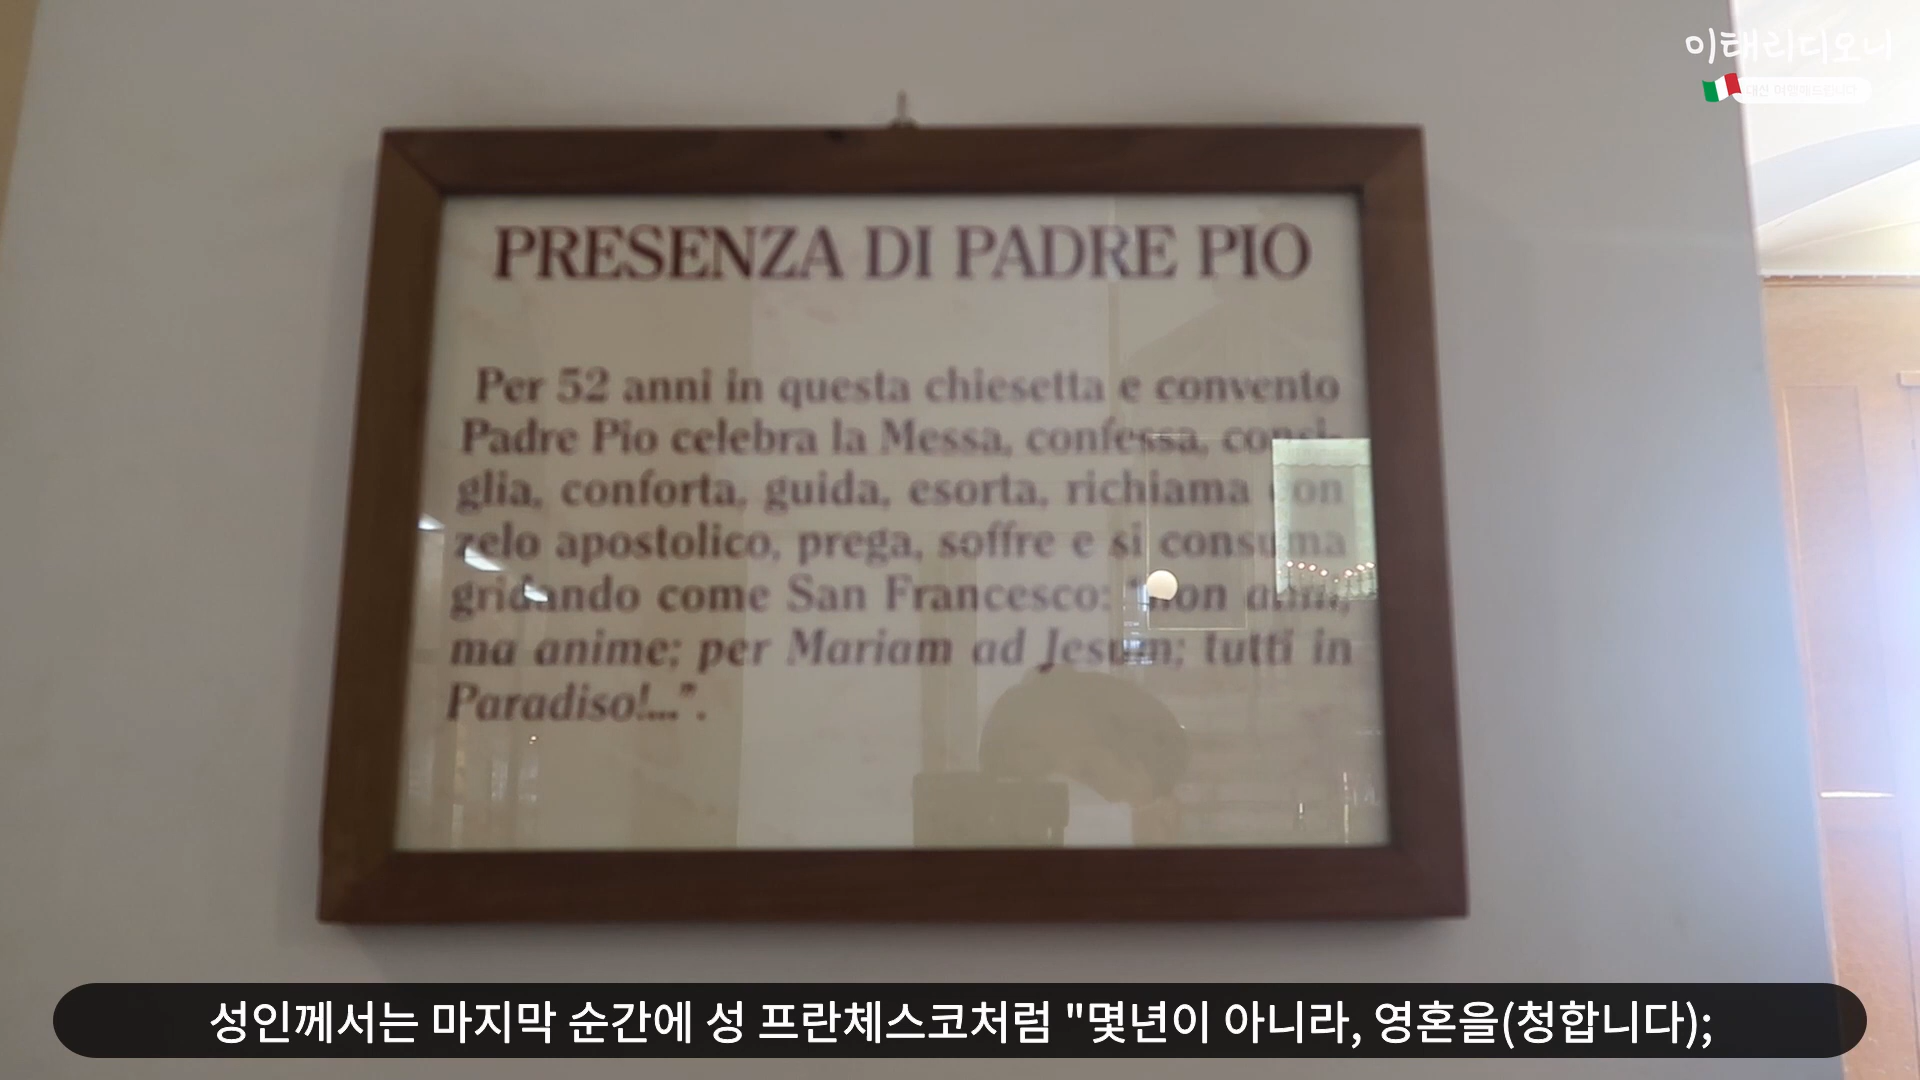 이태리디오니
PRESENZA DI PADRE PIO
Per 52 anni in questa chiesetta e convento
Padre Pio celebra la Messa, confessa, consi-
glia, conforta, guida, esorta, richiama con
zelo apostolico, prega, soffre e si consuma
gridando come San Francesco: "non anni,
ma anime; per Mariam ad Jesum; tutti in
Paradiso!...".
성인께서는 마지막 순간에 성 프란체스코처럼 "몇년이 아니라, 영혼을(청합니다);